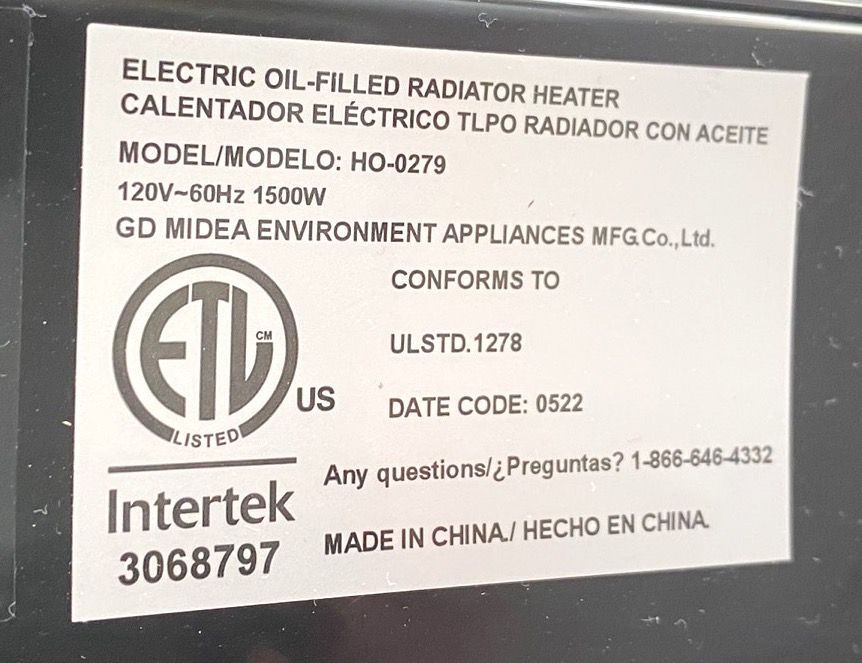 ELECTRIC OIL-FILLED RADIATOR HEATER
CALENTADOR ELÉCTRICO TLPO RADIADOR CON ACEITE
MODEL/MODELO: HO-0279
120V~60Hz 1500W
GD MIDEA ENVIRONMENT APPLIANCES MFG.Co.,Ltd.
CONFORMS TO
ETL CM
ULSTD.1278
US
DATE CODE: 0522
LISTED
Any questions/¿Preguntas? 1-866-646-4332
Intertek
MADE IN CHINA./ HECHO EN CHINA.
3068797